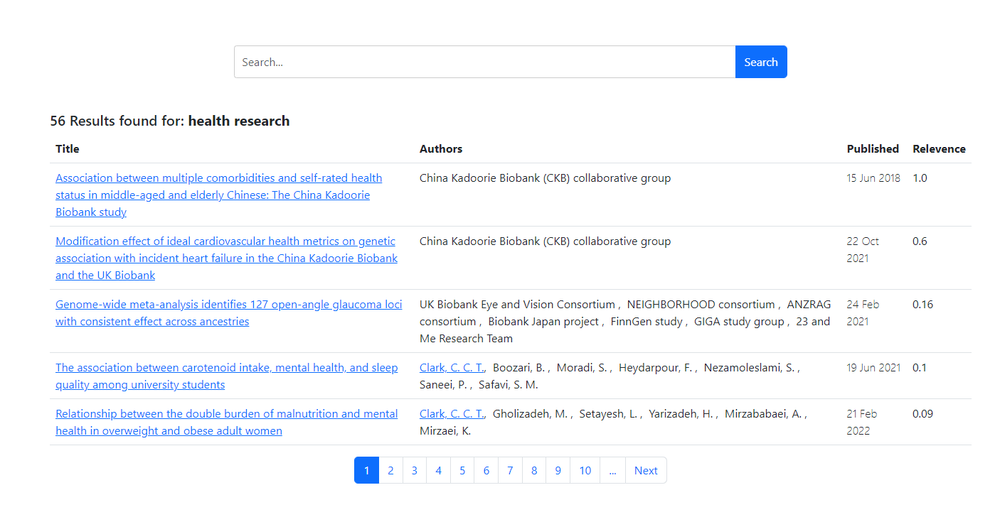 Search...
Search
56 Results found for: health research
Title Authors Published Relevence
Association between multiple comorbidities and self-rated health
status in middle-aged and elderly Chinese: The China Kadoorie
Biobank study
China Kadoorie Biobank (CKB) collaborative group
15 Jun 2018
1.0
Modification effect of ideal cardiovascular health metrics on genetic
association with incident heart failure in the China Kadoorie Biobank
and the UK Biobank
China Kadoorie Biobank (CKB) collaborative group
22 Oct
2021
0.6
Genome-wide meta-analysis identifies 127 open-angle glaucoma loci
with consistent effect across ancestries
UK Biobank Eye and Vision Consortium , NEIGHBORHOOD consortium , ANZRAG
consortium , Biobank Japan project , FinnGen study , GIGA study group , 23 and
Me Research Team
24 Feb
2021
0.16
The association between carotenoid intake, mental health, and sleep
quality among university students
Clark, C. C. T., Boozari, B. , Moradi, S. , Heydarpour, F. , Nezamoleslami, S. ,
Saneei, P. , Safavi, S. M.
19 Jun 2021
0.1
Relationship between the double burden of malnutrition and mental
health in overweight and obese adult women
Clark, C. C. T., Gholizadeh, M. , Setayesh, L. , Yarizadeh, H. , Mirzababaei, A. ,
Mirzaei, K.
21 Feb
2022
0.09
1 2 3 4 5 6 7 8 9 10 ... Next